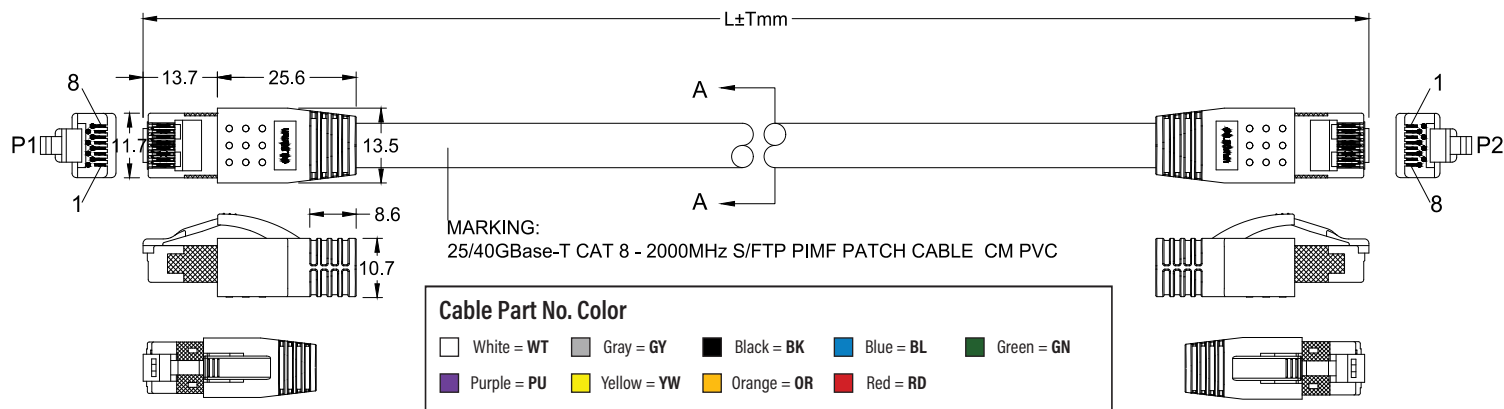 L±Tmm
13.7
25.6
8
1
P1
11.7
13.5
A
A
1
8
P2
8.6
10.7
MARKING:
25/40GBase-T CAT 8 - 2000MHz S/FTP PIMF PATCH CABLE CM PVC
Cable Part No. Color
White = WT Gray = GY Black = BK Blue = BL Green = GN
Purple = PU Yellow = YW Orange = OR Red = RD